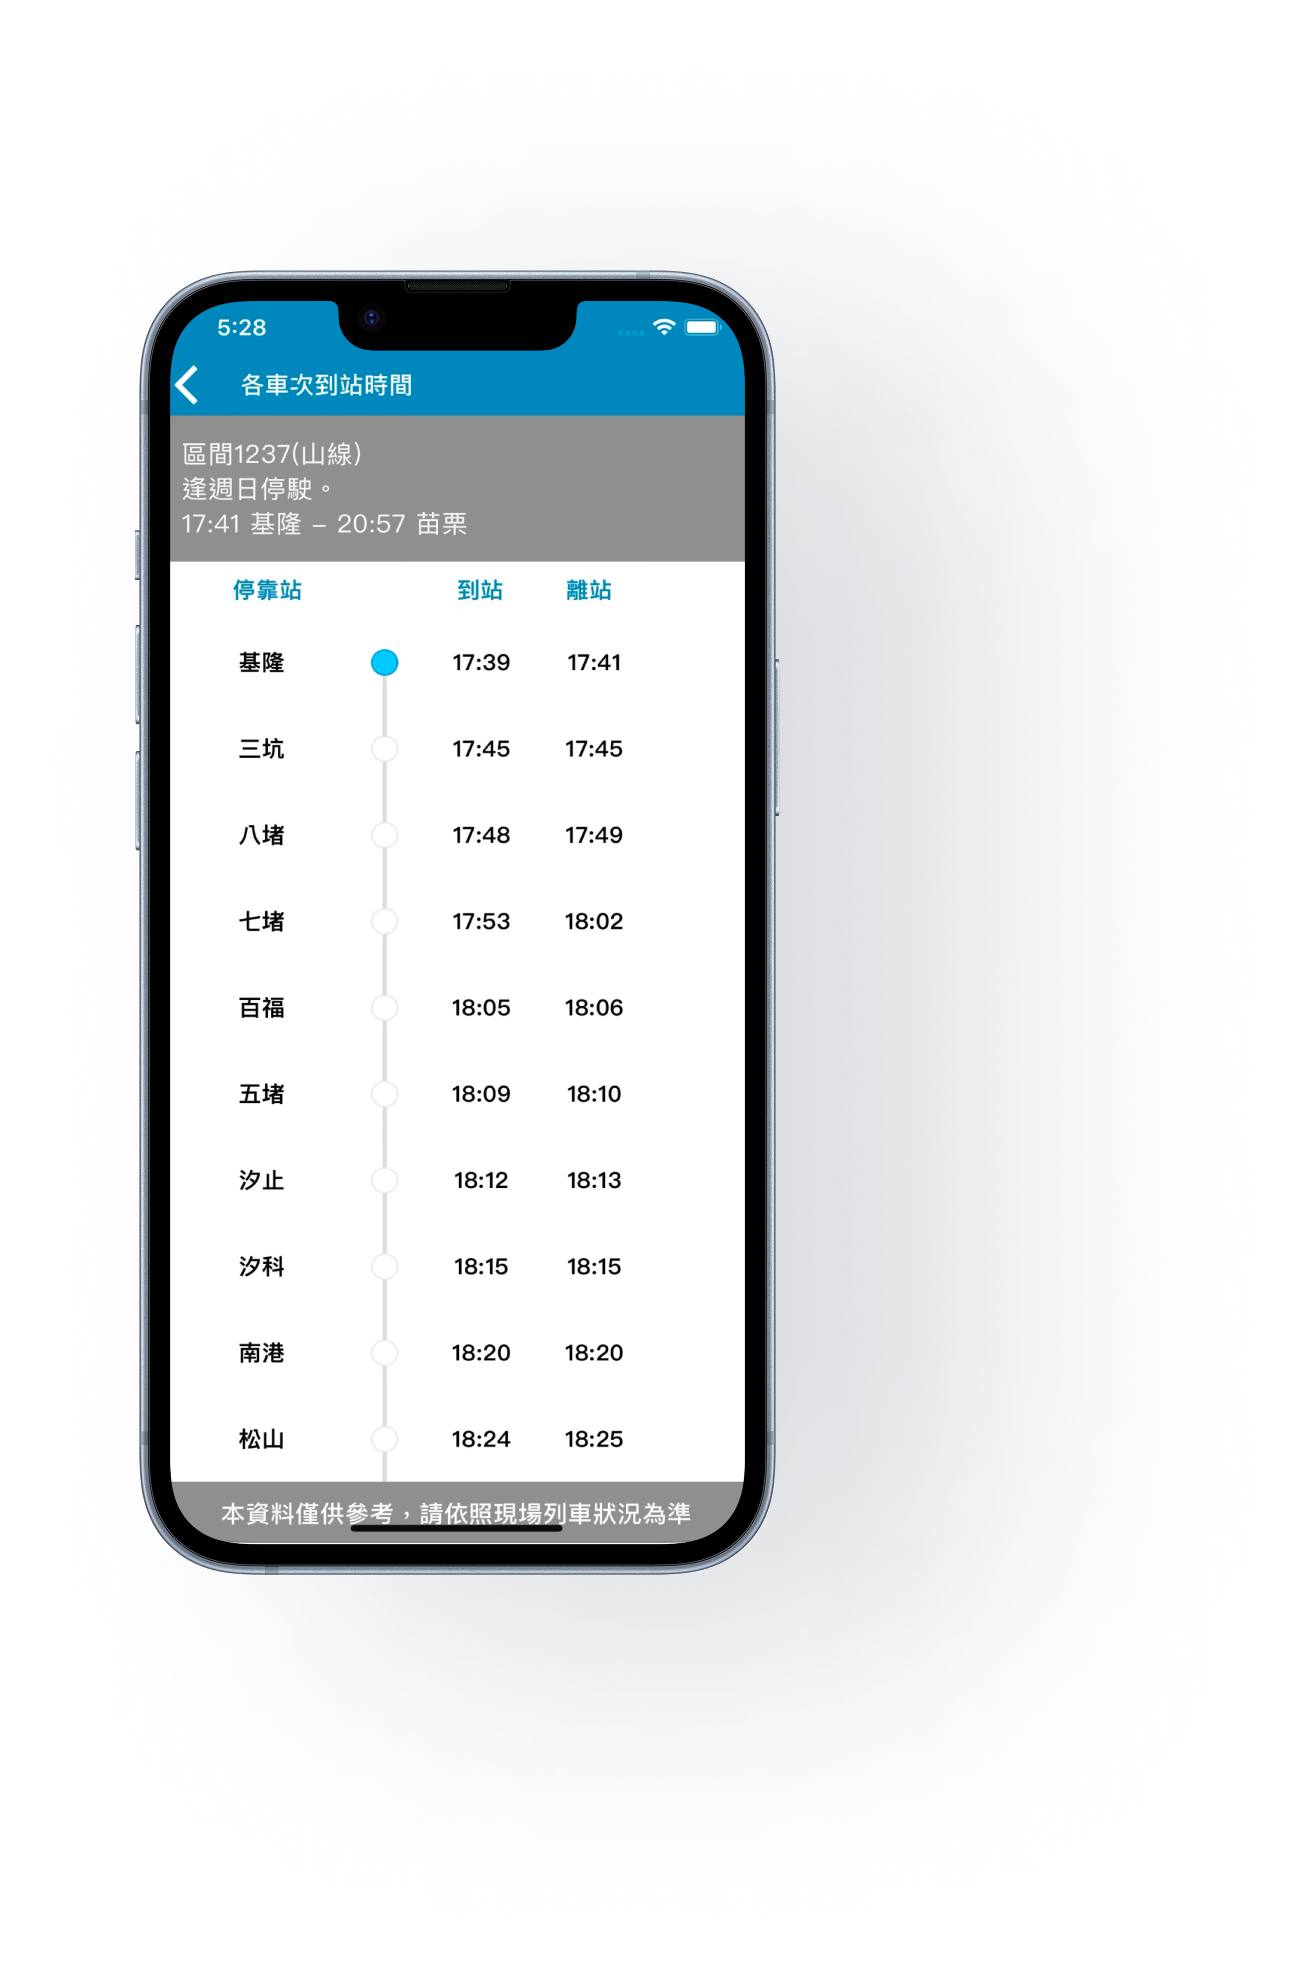 5:28
各車次到站時間
區間1237(山線)
逢週日停駛。
17:41 基隆 – 20:57 苗栗
停靠站 到站 離站
基隆 17:39 17:41
三坑 17:45 17:45
八堵 17:48 17:49
七堵 17:53 18:02
百福 18:05 18:06
五堵 18:09 18:10
汐止 18:12 18:13
汐科 18:15 18:15
南港 18:20 18:20
松山 18:24 18:25
本資料僅供參考，請依照現場列車狀況為準